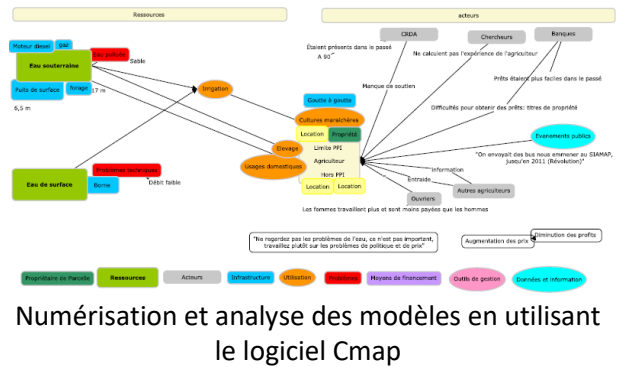 Ressources
acteurs
Moteur diesel
gaz
Eau polluée
Eau souterraine
Sable
Puits de surface
forage
17 m
6,5 m
Irrigation
CRDA
Chercheurs
Banques
Étaient présents dans le passé
A 90
Ne calculent pas l'expérience de l'agriculteur
Manque de soutien
Prêts étaient plus faciles dans le passé
Difficultés pour obtenir des prêts: titres de propriété
Goutte à goutte
Cultures maraîchères
Location
Propriété
Limite PPI
Elevage
Agriculteur
Usages domestiques
Hors PPI
Location
Location
Evenements publics
"On envoyait des bus nous emmener au SIAMAP,
jusqu'en 2011 (Révolution)"
Information
Entraide
Autres agriculteurs
Ouvriers
Les femmes travaillent plus et sont moins payées que les hommes
Problèmes techniques
Eau de surface
Borne
Débit faible
"Ne regardez pas les problèmes de l'eau, ce n'est pas important,
travaillez plutôt sur les problèmes de politique et de prix"
Diminution des profits
Augmentation des prix
Propriétaire de Parcelle
Ressources
Acteurs
Infrastructure
Utilisation
Problèmes
Moyens de financement
Outils de gestion
Données et information
Numérisation et analyse des modèles en utilisant
le logiciel Cmap